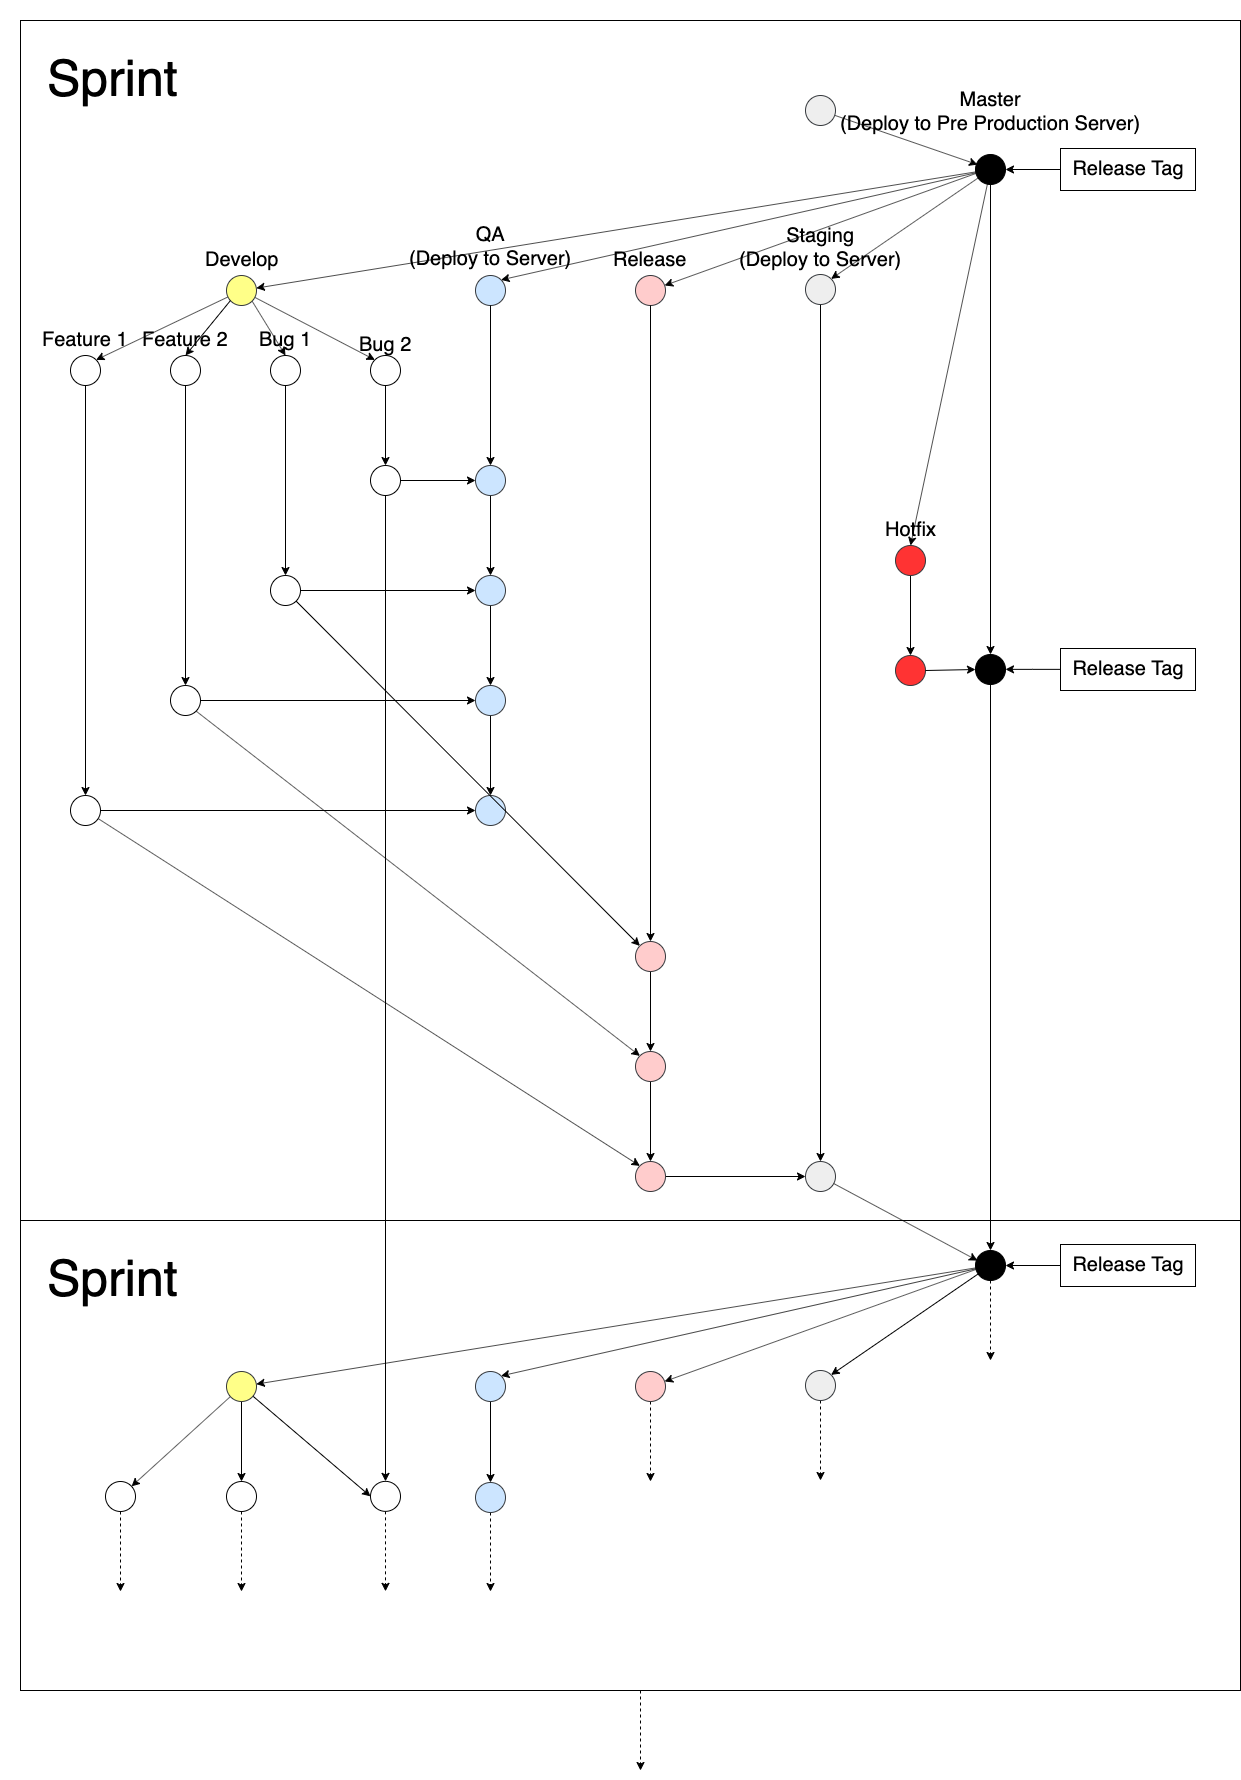 Sprint
Master
(Deploy to Pre Production Server)
Release Tag
QA
(Deploy to Server)
Staging
(Deploy to Server)
Develop
Release
Feature 1
Feature 2
Bug 1
Bug 2
Hotfix
Release Tag
Sprint
Release Tag